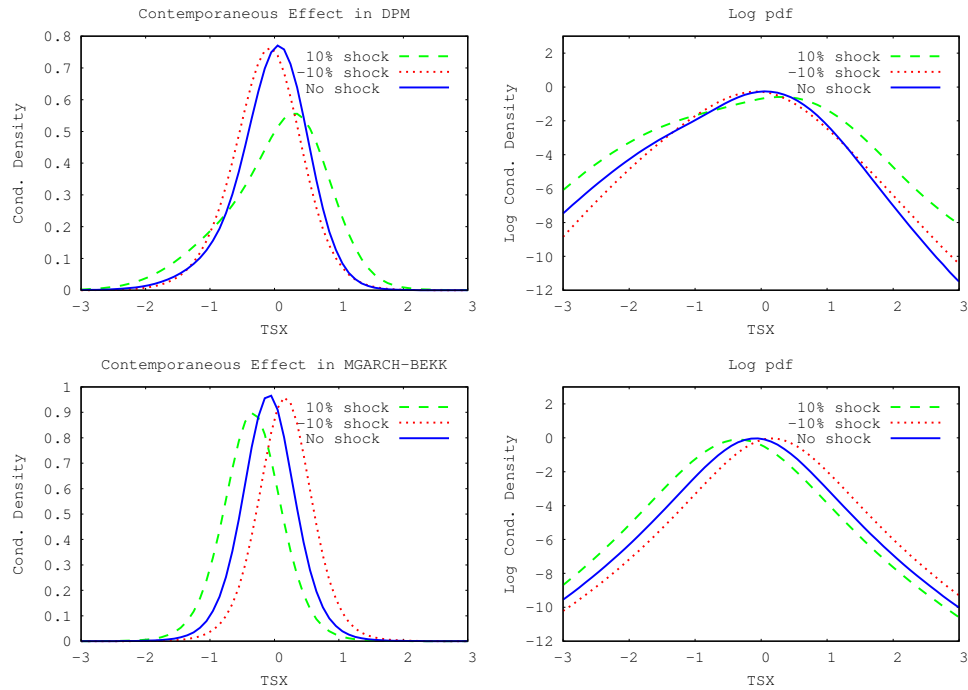 Contemporaneous Effect in DPM
Cond. Density
0.8
0.7
0.6
0.5
0.4
0.3
0.2
0.1
0
10% shock
−10% shock
No shock
−3 −2 −1 0 1 2 3
TSX
Log pdf
Log Cond. Density
2
0
−2
−4
−6
−8
−10
−12
10% shock
−10% shock
No shock
−3 −2 −1 0 1 2 3
TSX
Contemporaneous Effect in MGARCH−BEKK
Cond. Density
1
0.9
0.8
0.7
0.6
0.5
0.4
0.3
0.2
0.1
0
10% shock
−10% shock
No shock
−3 −2 −1 0 1 2 3
TSX
Log pdf
Log Cond. Density
2
0
−2
−4
−6
−8
−10
−12
10% shock
−10% shock
No shock
−3 −2 −1 0 1 2 3
TSX